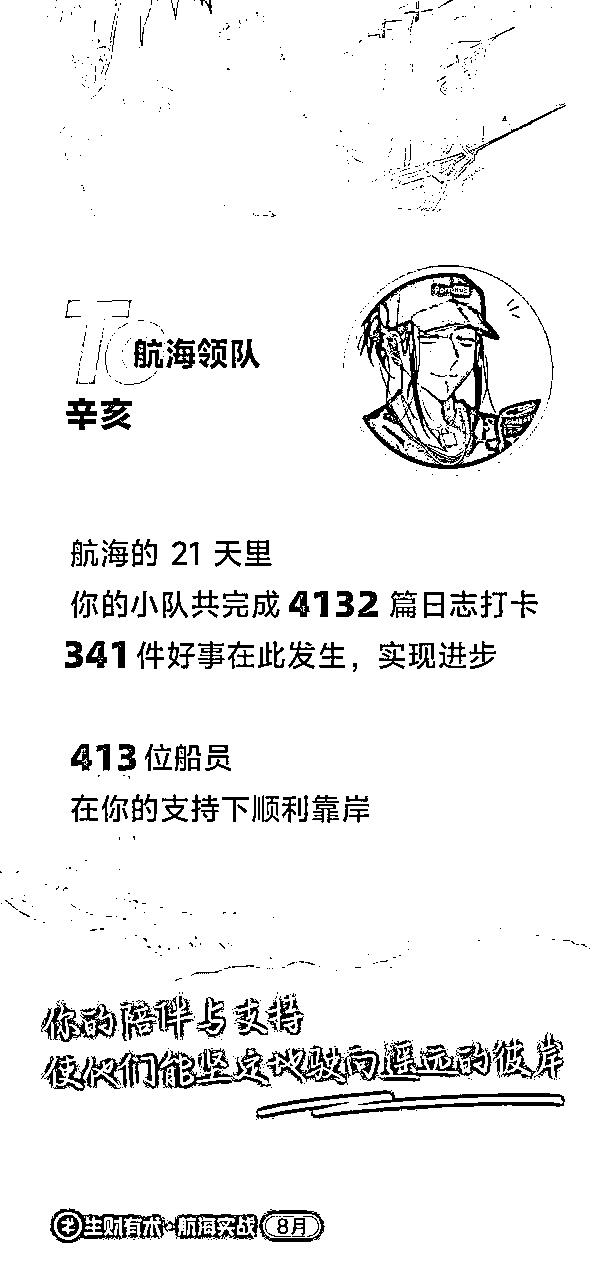 To
航海领队
辛亥
航海的 21 天里
你的小队共完成 4132 篇日志打卡
341 件好事在此发生，实现进步
413 位船员
在你的支持下顺利靠岸
你的陪伴与支持
使他们能坚定地驶向遥远的彼岸
生财有术·航海实战 8月